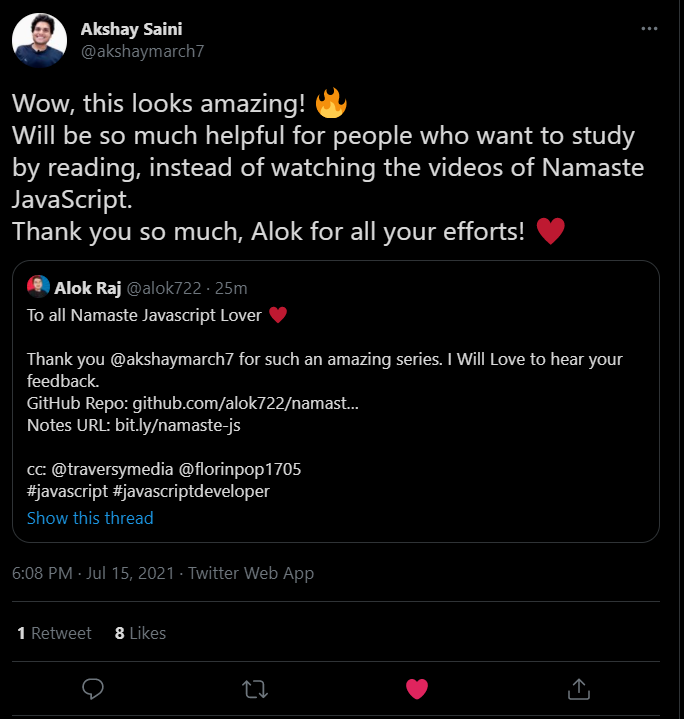 Akshay Saini
@akshaymarch7
Wow, this looks amazing! 🔥
Will be so much helpful for people who want to study
by reading, instead of watching the videos of Namaste
JavaScript.
Thank you so much, Alok for all your efforts! ♥️
Alok Raj @alok722 · 25m
To all Namaste Javascript Lover ♥️
Thank you @akshaymarch7 for such an amazing series. I Will Love to hear your
feedback.
GitHub Repo: github.com/alok722/namast...
Notes URL: bit.ly/namaste-js
cc: @traversymedia @florinpop1705
#javascript #javascriptdeveloper
Show this thread
6:08 PM · Jul 15, 2021 · Twitter Web App
1 Retweet 8 Likes